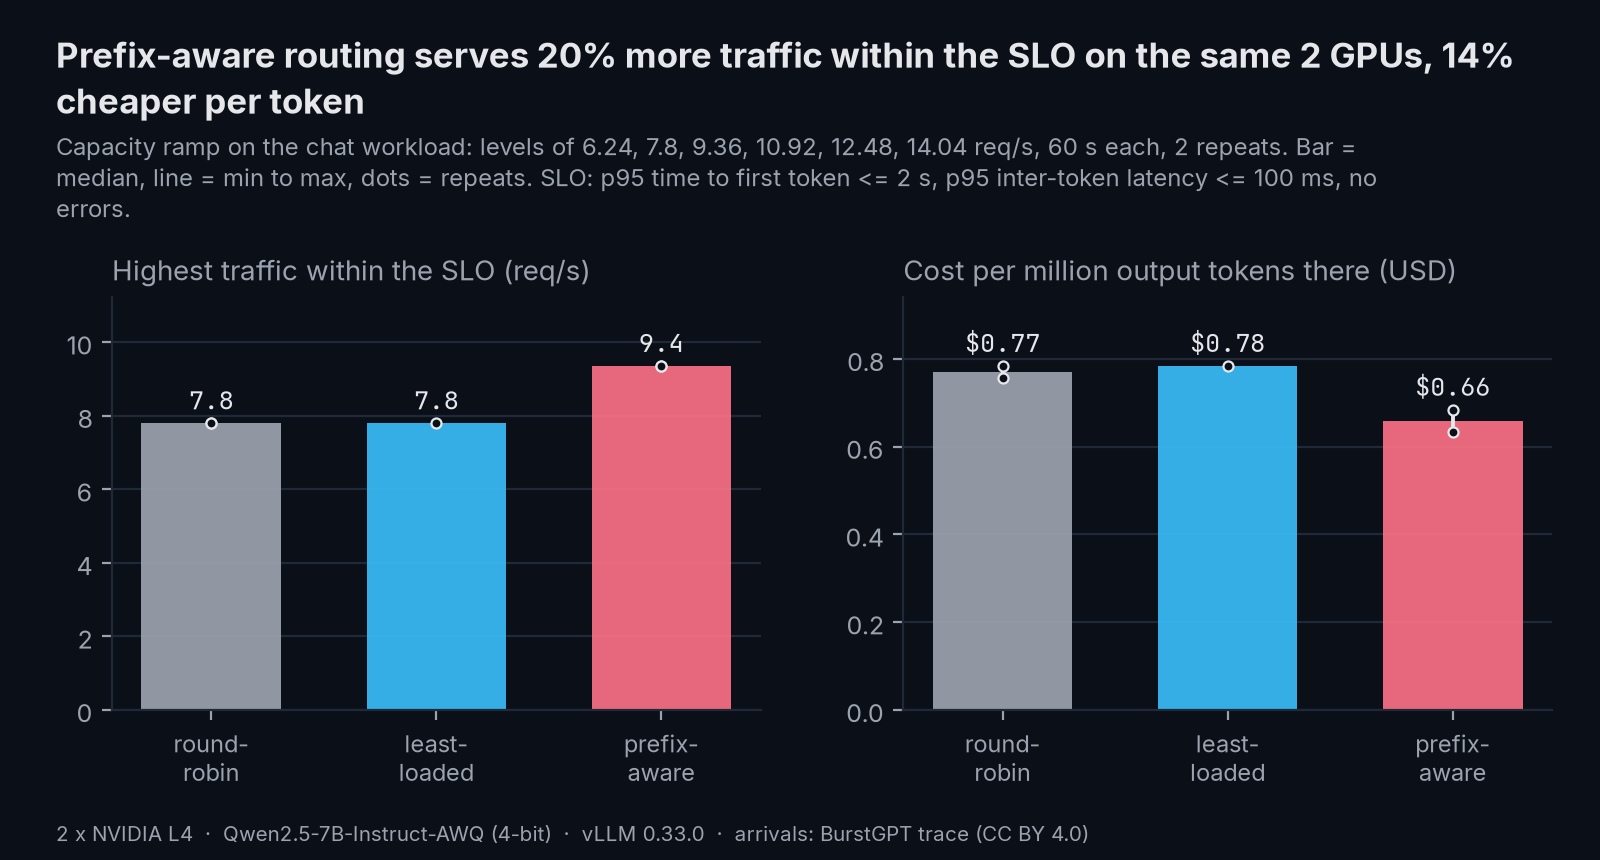 Prefix-aware routing serves 20% more traffic within the SLO on the same 2 GPUs, 14%
cheaper per token
Capacity ramp on the chat workload: levels of 6.24, 7.8, 9.36, 10.92, 12.48, 14.04 req/s, 60 s each, 2 repeats. Bar =
median, line = min to max, dots = repeats. SLO: p95 time to first token <= 2 s, p95 inter-token latency <= 100 ms, no
errors.
Highest traffic within the SLO (req/s)
10
8
6
4
2
0
7.8
7.8
9.4
round-
robin
least-
loaded
prefix-
aware
Cost per million output tokens there (USD)
0.8
0.6
0.4
0.2
0.0
$0.77
$0.78
$0.66
round-
robin
least-
loaded
prefix-
aware
2 x NVIDIA L4 · Qwen2.5-7B-Instruct-AWQ (4-bit) · vLLM 0.33.0 · arrivals: BurstGPT trace (CC BY 4.0)